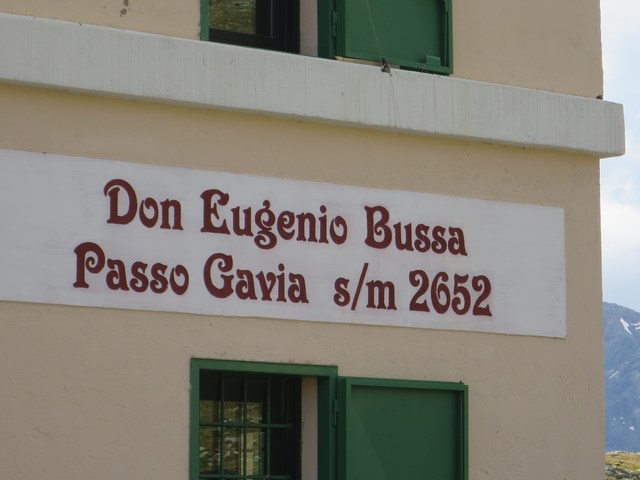 Don Eugenio Bussa
Passo Gavia s/m 2652